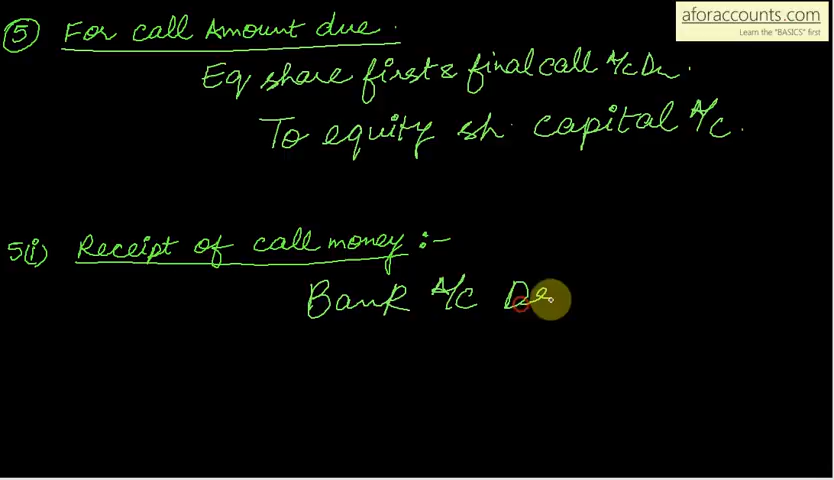 aforaccounts.com
Learn the "BASICS" first
5 For call Amount due.
Eq share first & final call A/c Dr.
To equity sh. capital A/c.
5(i) Receipt of call money :-
Bank A/c De